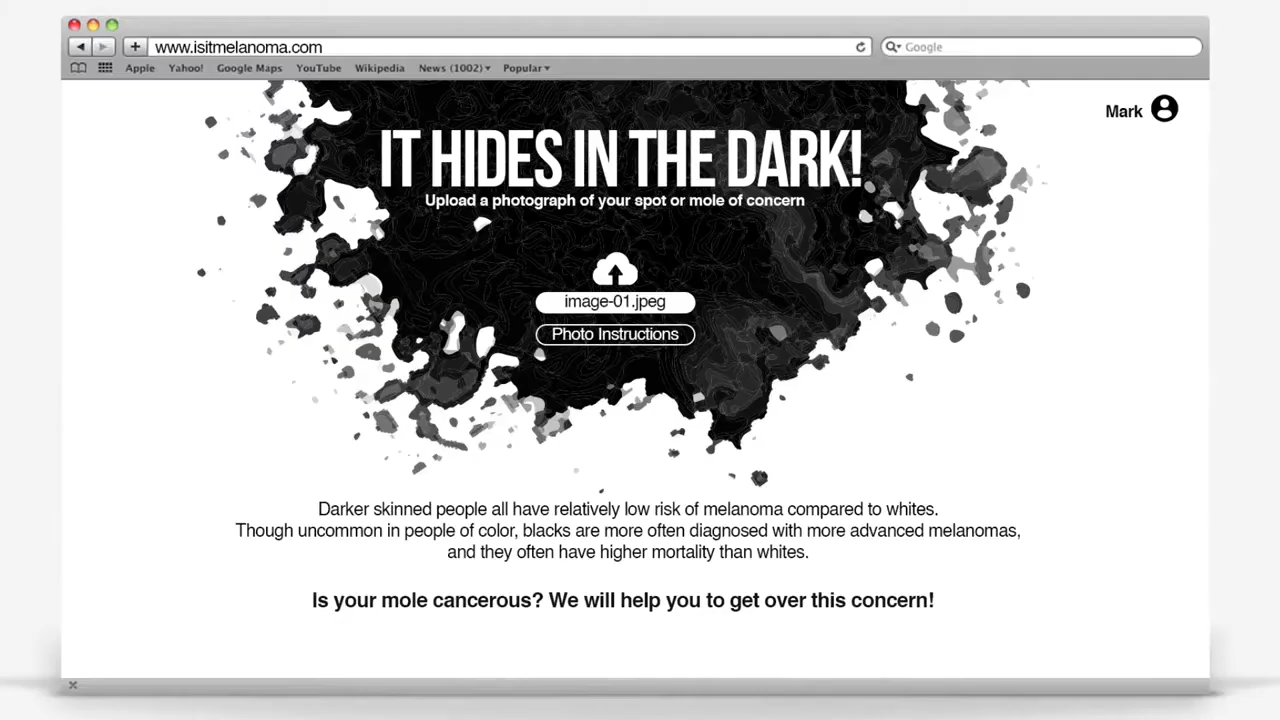 www.isitmelanoma.com
Google
Apple Yahoo! Google Maps YouTube Wikipedia News (1002) Popular
Mark
IT HIDES IN THE DARK!
Upload a photograph of your spot or mole of concern
image-01.jpeg
Photo Instructions
Darker skinned people all have relatively low risk of melanoma compared to whites.
Though uncommon in people of color, blacks are more often diagnosed with more advanced melanomas,
and they often have higher mortality than whites.
Is your mole cancerous? We will help you to get over this concern!